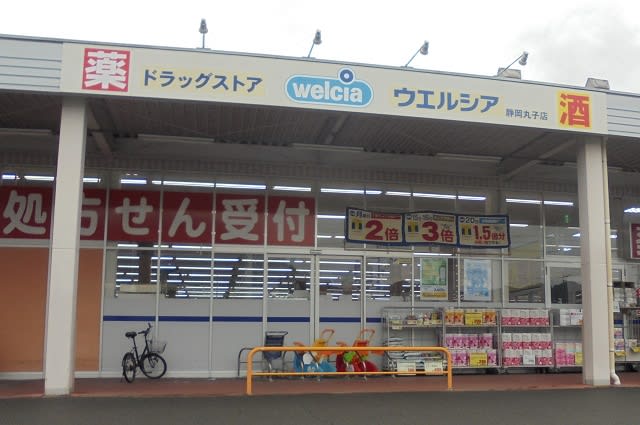 薬 ドラッグストア welcia ウエルシア 静岡丸子店 酒
処方せん受付
2倍
3倍
1.5倍分